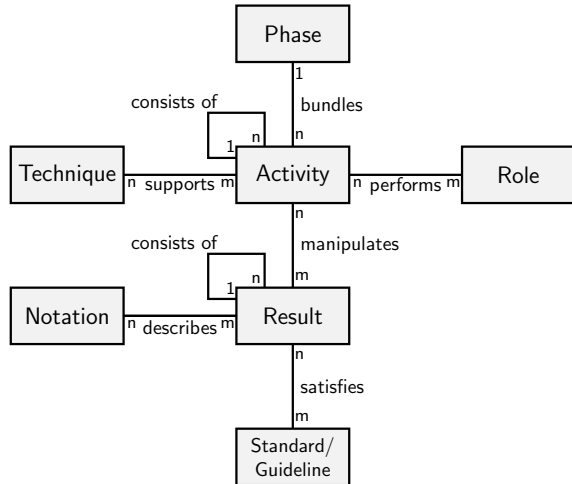 Phase
1
bundles
consists of
n
1
n
Technique
n
supports
m
Activity
n
performs
m
Role
n
manipulates
consists of
n
1
m
Notation
n
describes
m
Result
n
satisfies
m
Standard/
Guideline